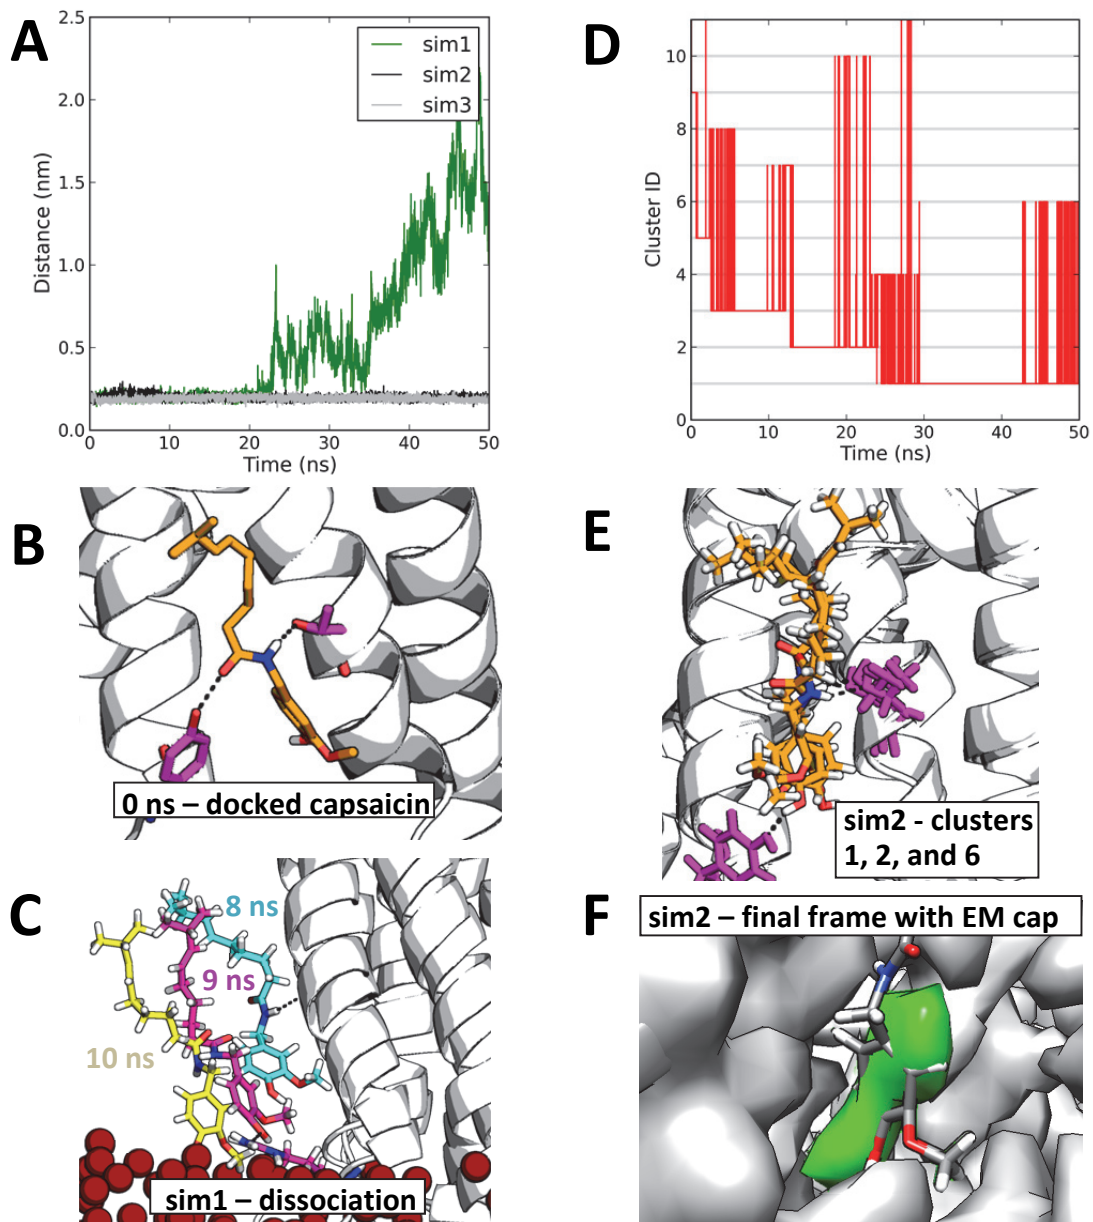 A
2.5
2.0
1.5
1.0
0.5
0.0
Distance (nm)
sim1
sim2
sim3
0 10 20 30 40 50
Time (ns)
B
0 ns – docked capsaicin
C
8 ns
9 ns
10 ns
sim1 – dissociation
D
10
8
6
4
2
0
Cluster ID
0 10 20 30 40 50
Time (ns)
E
sim2 - clusters
1, 2, and 6
F
sim2 – final frame with EM cap